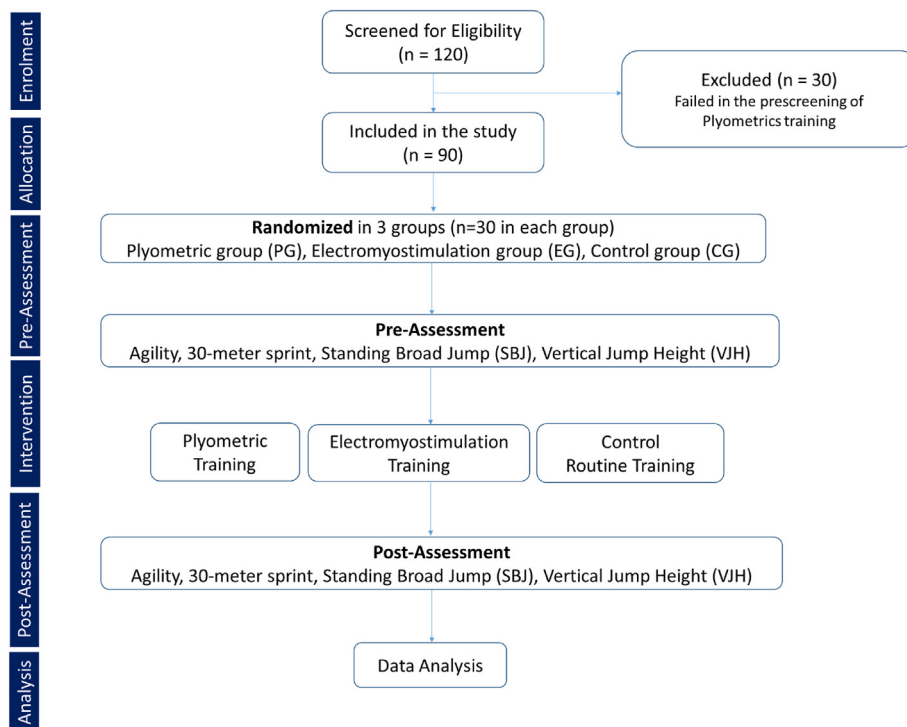 Enrolment
Screened for Eligibility
(n = 120)
Excluded (n = 30)
Failed in the prescreening of
Plyometrics training
Allocation
Included in the study
(n = 90)
Pre-Assessment
Randomized in 3 groups (n=30 in each group)
Plyometric group (PG), Electromyostimulation group (EG), Control group (CG)
Pre-Assessment
Agility, 30-meter sprint, Standing Broad Jump (SBJ), Vertical Jump Height (VJH)
Intervention
Plyometric
Training
Electromyostimulation
Training
Control
Routine Training
Post-Assessment
Post-Assessment
Agility, 30-meter sprint, Standing Broad Jump (SBJ), Vertical Jump Height (VJH)
Analysis
Data Analysis